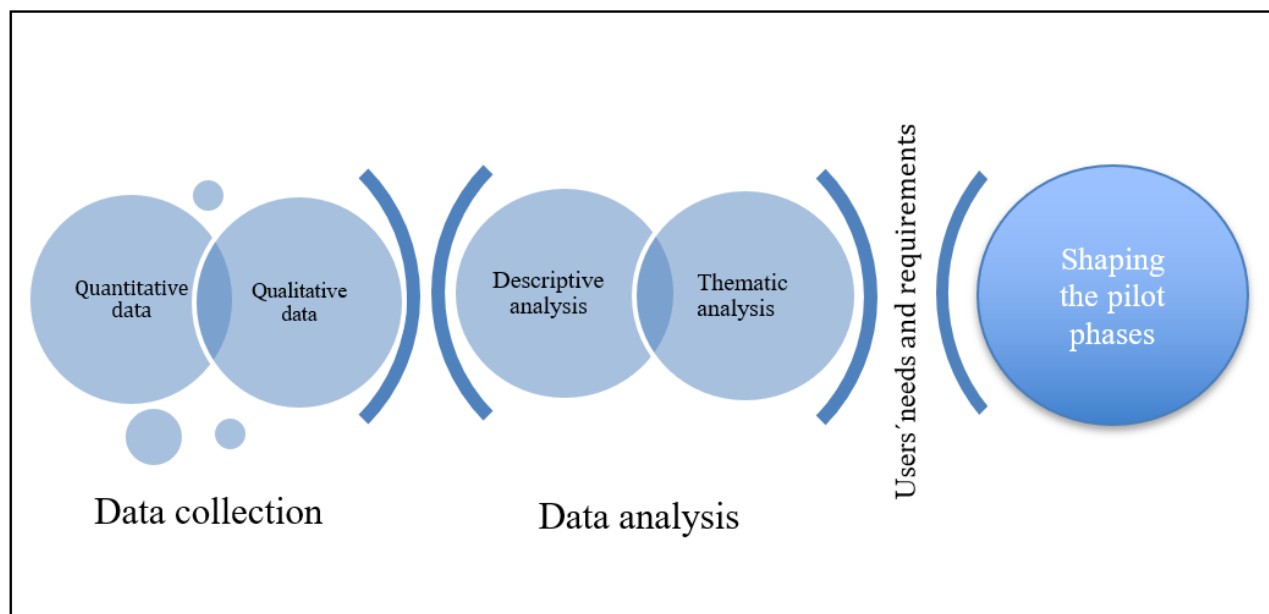 Quantitative
data
Qualitative
data
Data collection
Descriptive
analysis
Thematic
analysis
Data analysis
Users´needs and requirements
Shaping
the pilot
phases